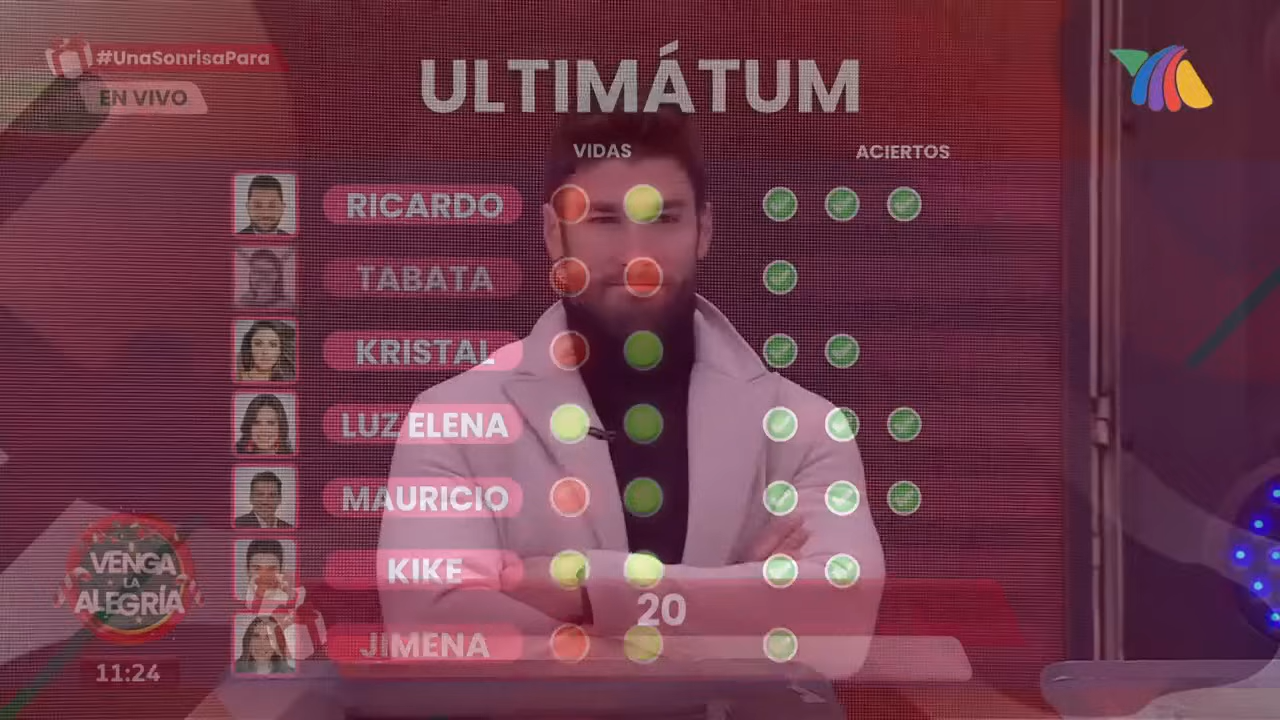 #UnaSonrisaPara
EN VIVO
ULTIMÁTUM
VIDAS
ACIERTOS
RICARDO
TABATA
KRISTAL
LUZ ELENA
MAURICIO
KIKE
20
JIMENA
VENGA
LA
ALEGRÍA
11:24